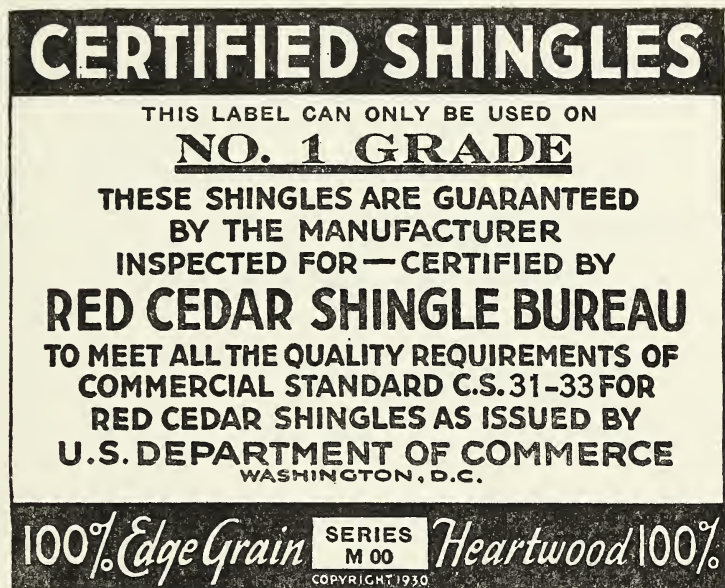 CERTIFIED SHINGLES
THIS LABEL CAN ONLY BE USED ON
NO. 1 GRADE
THESE SHINGLES ARE GUARANTEED
BY THE MANUFACTURER
INSPECTED FOR—CERTIFIED BY
RED CEDAR SHINGLE BUREAU
TO MEET ALL THE QUALITY REQUIREMENTS OF
COMMERCIAL STANDARD C.S. 31-33 FOR
RED CEDAR SHINGLES AS ISSUED BY
U.S. DEPARTMENT OF COMMERCE
WASHINGTON, D.C.
100% Edge Grain SERIES M 00 Heartwood 100%
COPYRIGHT 1930